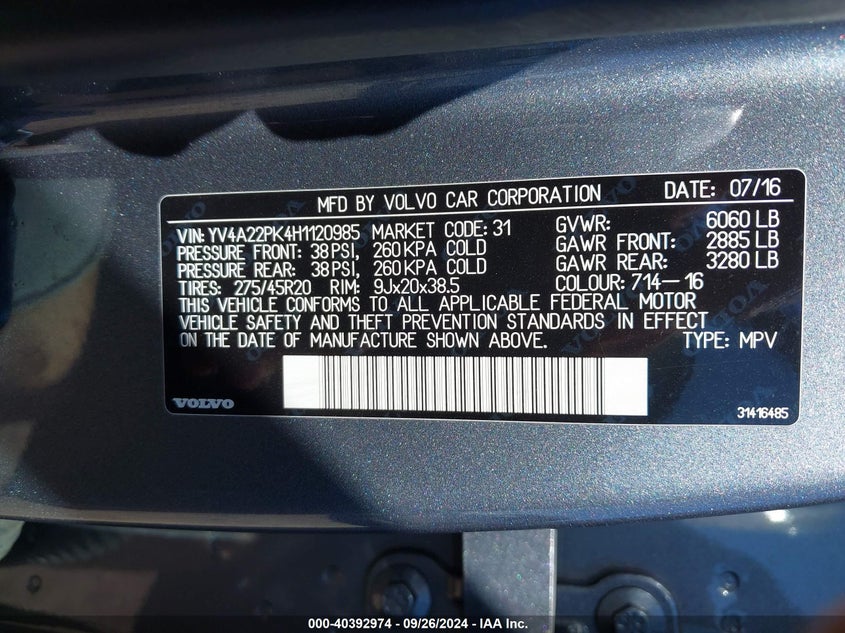 MFD BY VOLVO CAR CORPORATION DATE: 07/16
VIN: YV4A22PK4H1120985 MARKET CODE: 31 GVWR: 6060 LB
PRESSURE FRONT: 38 PSI, 260 KPA COLD GAWR FRONT: 2885 LB
PRESSURE REAR: 38 PSI, 260 KPA COLD GAWR REAR: 3280 LB
TIRES: 275/45R20 RIM: 9Jx20x38.5 COLOUR: 714-16
THIS VEHICLE CONFORMS TO ALL APPLICABLE FEDERAL MOTOR
VEHICLE SAFETY AND THEFT PREVENTION STANDARDS IN EFFECT
ON THE DATE OF MANUFACTURE SHOWN ABOVE. TYPE: MPV
VOLVO 31416485
000-40392974 - 09/26/2024 - IAA Inc.